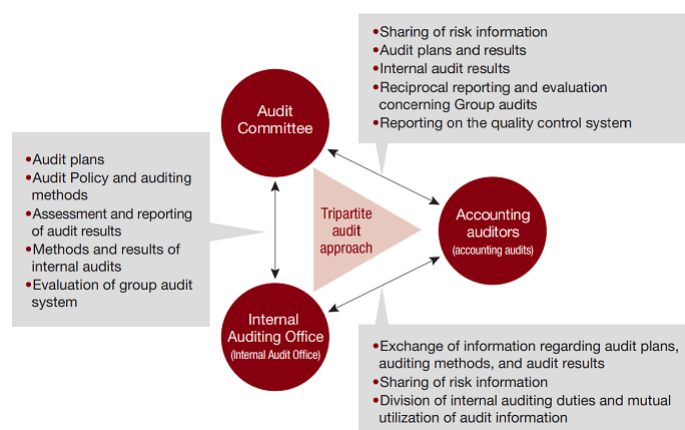 •Sharing of risk information
•Audit plans and results
•Internal audit results
•Reciprocal reporting and evaluation
concerning Group audits
•Reporting on the quality control system
Audit
Committee
•Audit plans
•Audit Policy and auditing
methods
•Assessment and reporting
of audit results
•Methods and results of
internal audits
•Evaluation of group audit
system
Tripartite
audit
approach
Accounting
auditors
(accounting audits)
Internal
Auditing Office
(Internal Audit Office)
•Exchange of information regarding audit plans,
auditing methods, and audit results
•Sharing of risk information
•Division of internal auditing duties and mutual
utilization of audit information